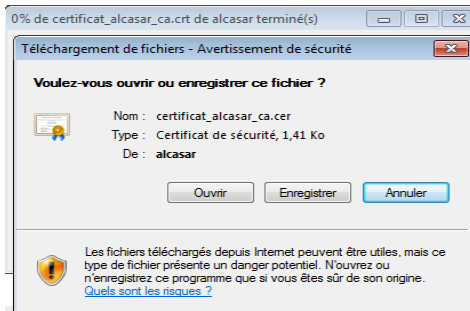 0% de certificat_alcasar_ca.crt de alcasar terminé(s)
Téléchargement de fichiers - Avertissement de sécurité
Voulez-vous ouvrir ou enregistrer ce fichier ?
Nom : certificat_alcasar_ca.cer
Type : Certificat de sécurité, 1,41 Ko
De : alcasar
Ouvrir Enregistrer Annuler
Les fichiers téléchargés depuis Internet peuvent être utiles, mais ce
type de fichier présente un danger potentiel. N'ouvrez ou
n'enregistrez ce programme que si vous êtes sûr de son origine.
Quels sont les risques ?